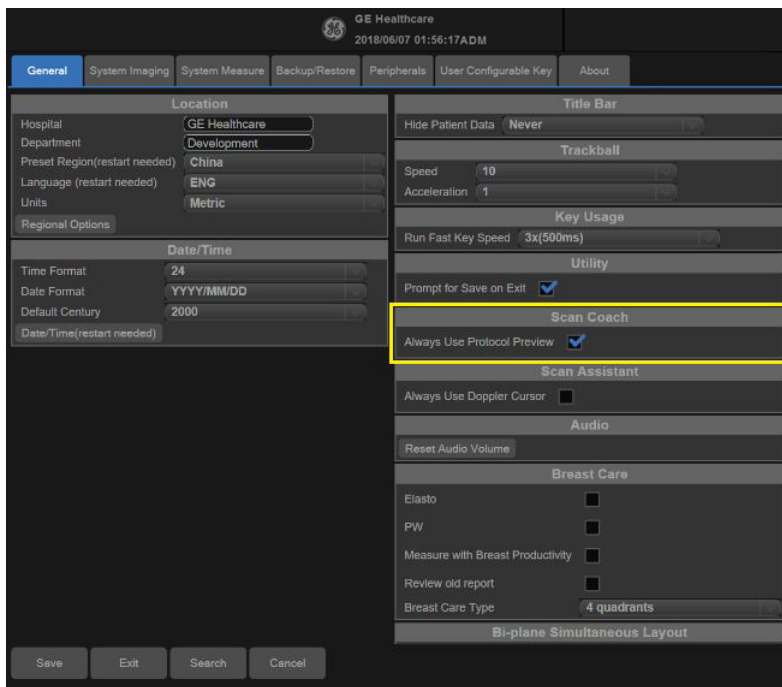 GE Healthcare
2018/06/07 01:56:17ADM
General System Imaging System Measure Backup/Restore Peripherals User Configurable Key About
Location
Hospital GE Healthcare
Department Development
Preset Region(restart needed) China
Language (restart needed) ENG
Units Metric
Regional Options
Date/Time
Time Format 24
Date Format YYYY/MM/DD
Default Century 2000
Date/Time(restart needed)
Title Bar
Hide Patient Data Never
Trackball
Speed 10
Acceleration 1
Key Usage
Run Fast Key Speed 3x(500ms)
Utility
Prompt for Save on Exit
Scan Coach
Always Use Protocol Preview
Scan Assistant
Always Use Doppler Cursor
Audio
Reset Audio Volume
Breast Care
Elasto
PW
Measure with Breast Productivity
Review old report
Breast Care Type 4 quadrants
Bi-plane Simultaneous Layout
Save Exit Search Cancel